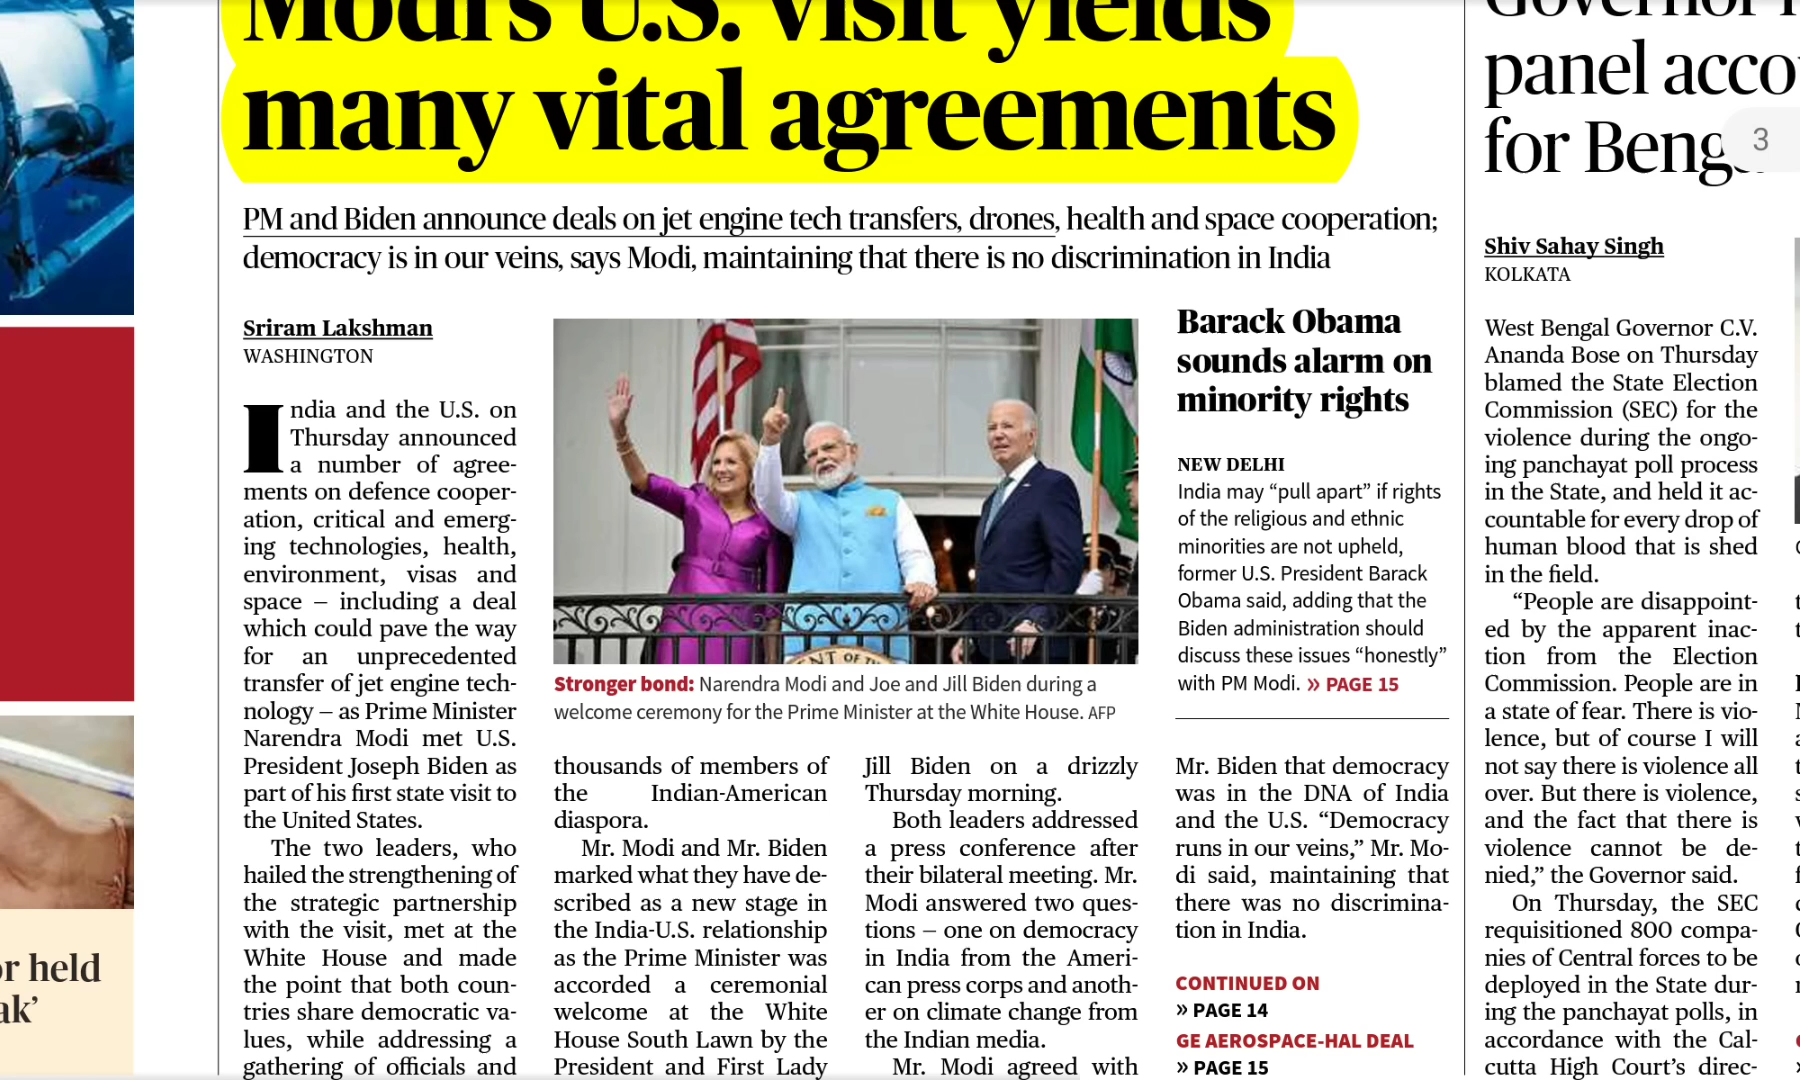 Modi's U.S. visit yields
many vital agreements
PM and Biden announce deals on jet engine tech transfers, drones, health and space cooperation;
democracy is in our veins, says Modi, maintaining that there is no discrimination in India
Sriram Lakshman
WASHINGTON
India and the U.S. on
Thursday announced
a number of agree-
ments on defence cooper-
ation, critical and emerg-
ing technologies, health,
environment, visas and
space – including a deal
which could pave the way
for an unprecedented
transfer of jet engine tech-
nology – as Prime Minister
Narendra Modi met U.S.
President Joseph Biden as
part of his first state visit to
the United States.
The two leaders, who
hailed the strengthening of
the strategic partnership
with the visit, met at the
White House and made
the point that both coun-
tries share democratic va-
lues, while addressing a
gathering of officials and
ENT OF
Stronger bond: Narendra Modi and Joe and Jill Biden during a
welcome ceremony for the Prime Minister at the White House. AFP
thousands of members of
the Indian-American
diaspora.
Mr. Modi and Mr. Biden
marked what they have de-
scribed as a new stage in
the India-U.S. relationship
as the Prime Minister was
accorded a ceremonial
welcome at the White
House South Lawn by the
President and First Lady
Jill Biden on a drizzly
Thursday morning.
Both leaders addressed
a press conference after
their bilateral meeting. Mr.
Modi answered two ques-
tions – one on democracy
in India from the Ameri-
can press corps and anoth-
er on climate change from
the Indian media.
Mr. Modi agreed with
Barack Obama
sounds alarm on
minority rights
NEW DELHI
India may “pull apart” if rights
of the religious and ethnic
minorities are not upheld,
former U.S. President Barack
Obama said, adding that the
Biden administration should
discuss these issues “honestly”
with PM Modi. » PAGE 15
Mr. Biden that democracy
was in the DNA of India
and the U.S. “Democracy
runs in our veins,” Mr. Mo-
di said, maintaining that
there was no discrimina-
tion in India.
CONTINUED ON
» PAGE 14
GE AEROSPACE-HAL DEAL
» PAGE 15
Governor
panel
for
3
Shiv Sahay Singh
KOLKATA
West Bengal Governor C.V.
Ananda Bose on Thursday
blamed the State Election
Commission (SEC) for the
violence during the ongo-
ing panchayat poll process
in the State, and held it ac-
countable for every drop of
human blood that is shed
in the field.
“People are disappoint-
ed by the apparent inac-
tion from the Election
Commission. People are in
a state of fear. There is vio-
lence, but of course I will
not say there is violence all
over. But there is violence,
and the fact that there is
violence cannot be de-
nied,” the Governor said.
On Thursday, the SEC
requisitioned 800 compa-
nies of Central forces to be
deployed in the State dur-
ing the panchayat polls, in
accordance with the Cal-
cutta High Court’s direc-
held